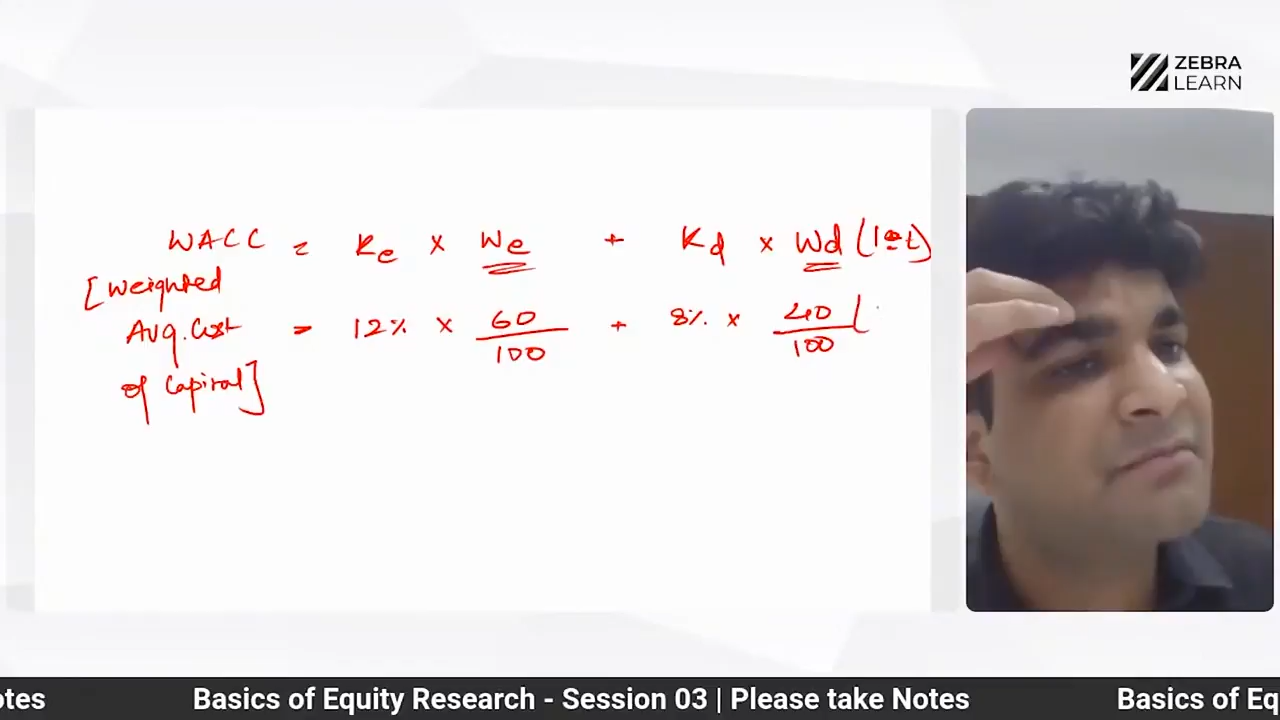 ZEBRA
LEARN
WACC = Ke × We + Kd × Wd (1-t)
[Weighted
Avg. Cost = 12% × 60/100 + 8% × 40/100 (
of Capital]
otes Basics of Equity Research - Session 03 | Please take Notes Basics of Eq